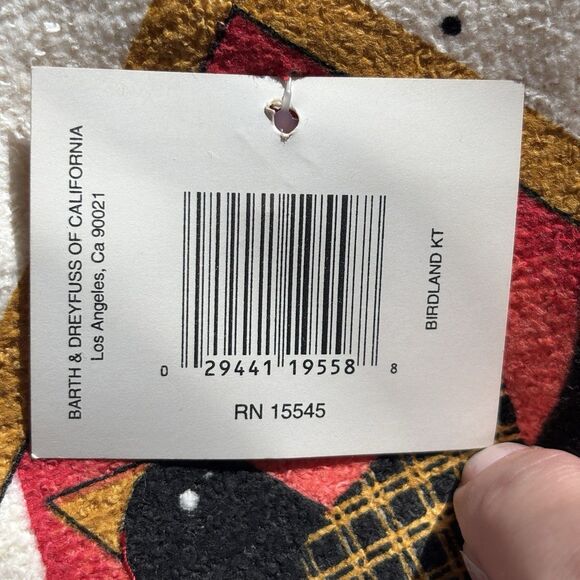 BARTH & DREYFUSS OF CALIFORNIA
Los Angeles, Ca 90021
0 29441 19558 8
RN 15545
BIRDLAND KT